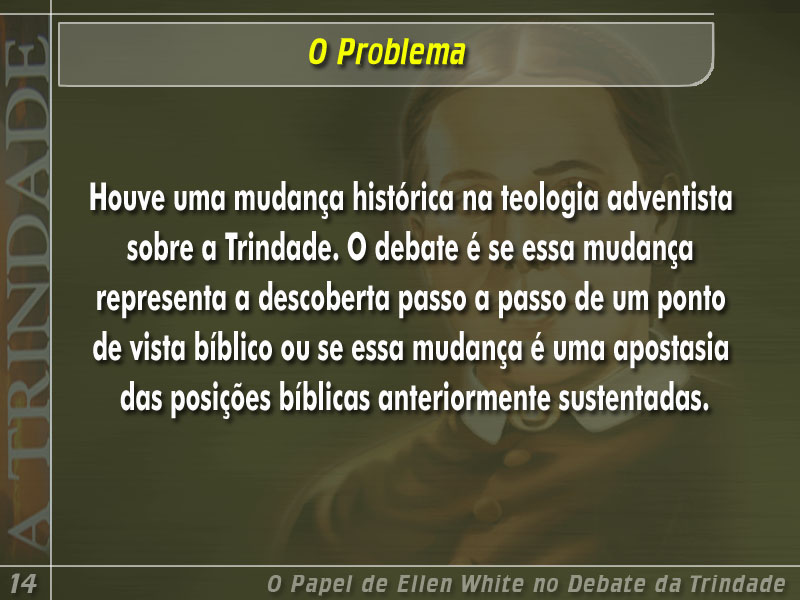 O Problema
Houve uma mudança histórica na teologia adventista
sobre a Trindade. O debate é se essa mudança
representa a descoberta passo a passo de um ponto
de vista bíblico ou se essa mudança é uma apostasia
das posições bíblicas anteriormente sustentadas.
A TRINDADE
14
O Papel de Ellen White no Debate da Trindade